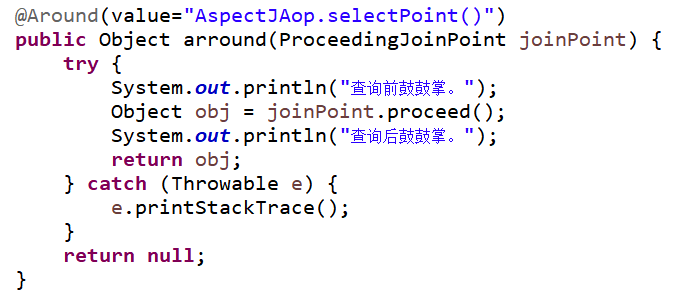 @Around(value="AspectJAop.selectPoint()")
public Object arround(ProceedingJoinPoint joinPoint) {
    try {
        System.out.println("查询前鼓鼓掌。");
        Object obj = joinPoint.proceed();
        System.out.println("查询后鼓鼓掌。");
        return obj;
    } catch (Throwable e) {
        e.printStackTrace();
    }
    return null;
}